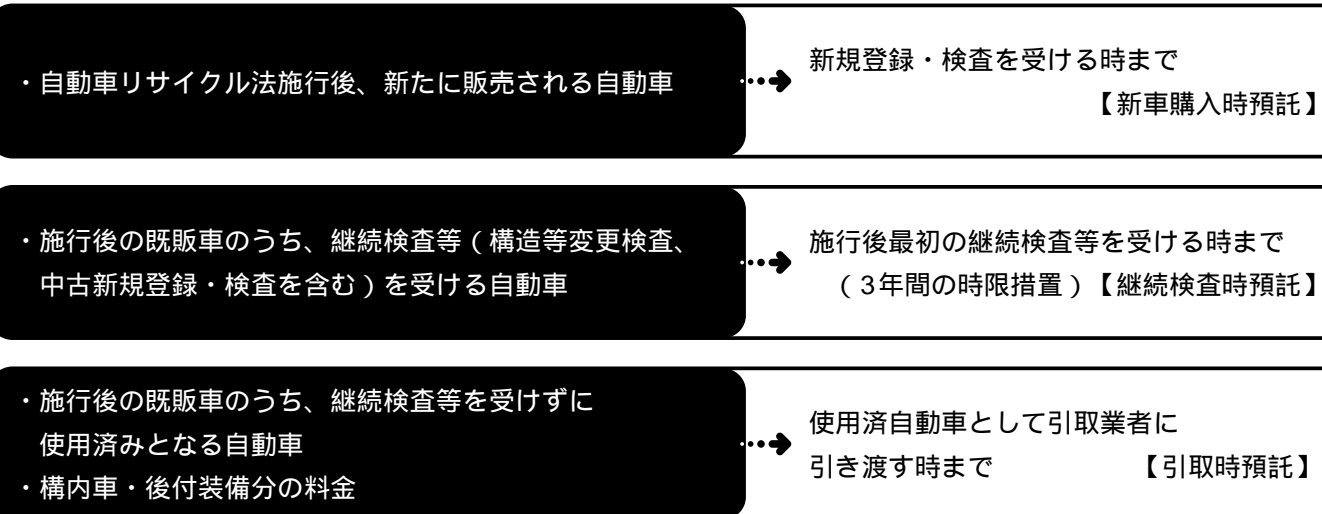 ・自動車リサイクル法施行後、新たに販売される自動車
新規登録・検査を受ける時まで
【新車購入時預託】
・施行後の既販車のうち、継続検査等(構造等変更検査、
中古新規登録・検査を含む)を受ける自動車
施行後最初の継続検査等を受ける時まで
(3年間の時限措置)【継続検査時預託】
・施行後の既販車のうち、継続検査等を受けずに
使用済みとなる自動車
・構内車・後付装備分の料金
使用済自動車として引取業者に
引き渡す時まで 【引取時預託】